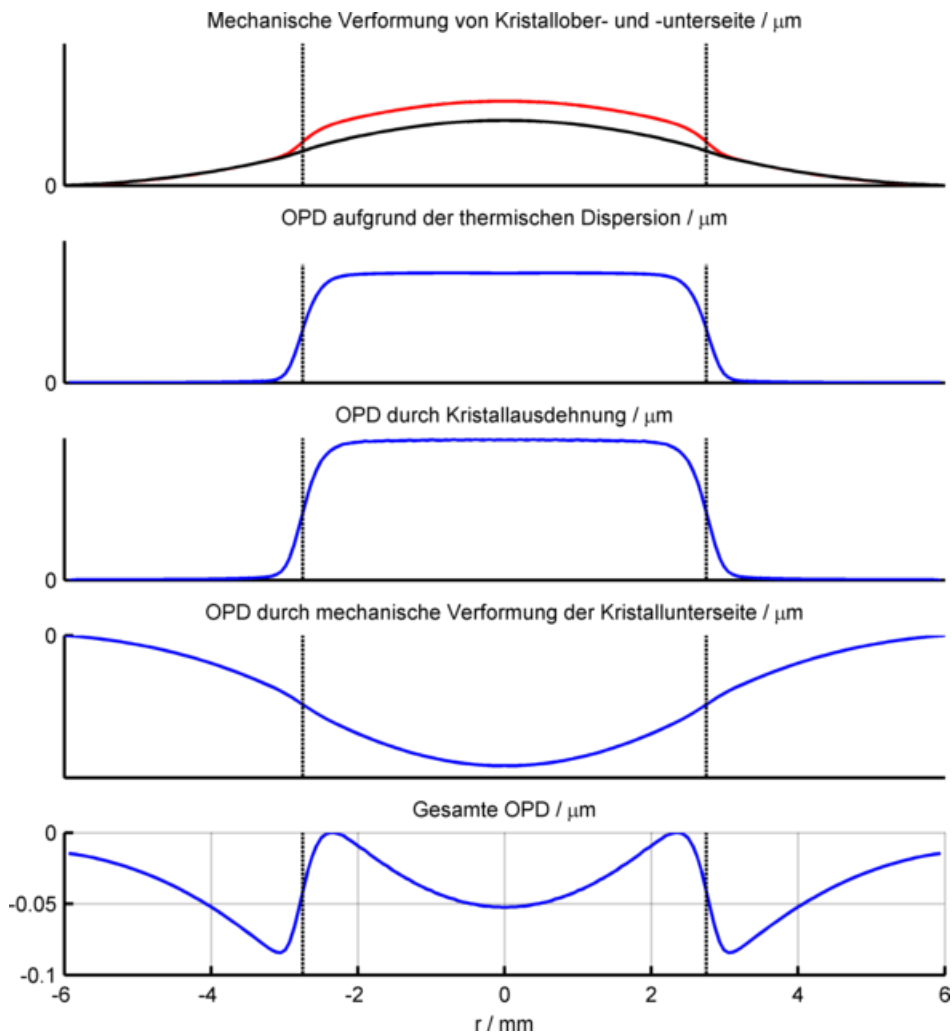 Mechanische Verformung von Kristallober- und -unterseite / μm
0
OPD aufgrund der thermischen Dispersion / μm
0
OPD durch Kristallausdehnung / μm
0
OPD durch mechanische Verformung der Kristallunterseite / μm
0
Gesamte OPD / μm
0
-0.05
-0.1
-6 -4 -2 0 2 4 6
r / mm